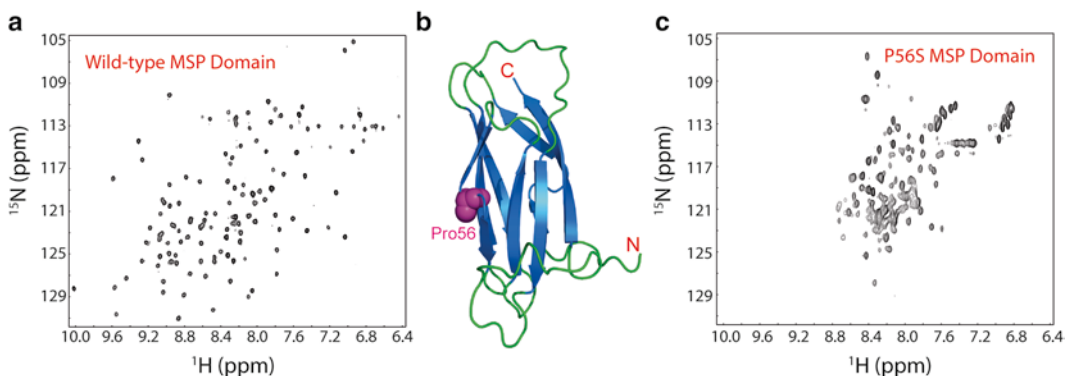 a
Wild-type MSP Domain
105
109
113
117
121
125
129
¹⁵N (ppm)
10.0 9.6 9.2 8.8 8.4 8.0 7.6 7.2 6.8 6.4
¹H (ppm)
b
C
Pro56
N
c
P56S MSP Domain
105
109
113
117
121
125
129
¹⁵N (ppm)
10.0 9.6 9.2 8.8 8.4 8.0 7.6 7.2 6.8 6.4
¹H (ppm)